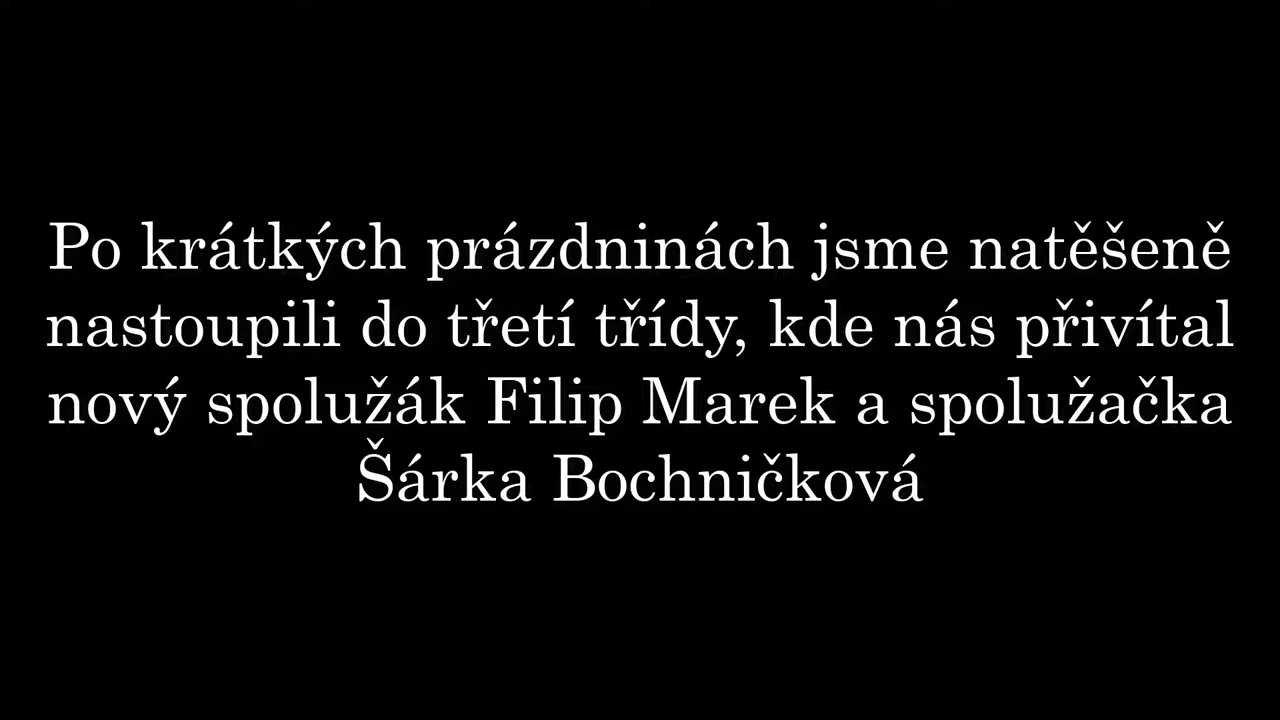 Po krátkých prázdninách jsme natěšeně
nastoupili do třetí třídy, kde nás přivítal
nový spolužák Filip Marek a spolužačka
Šárka Bochničková